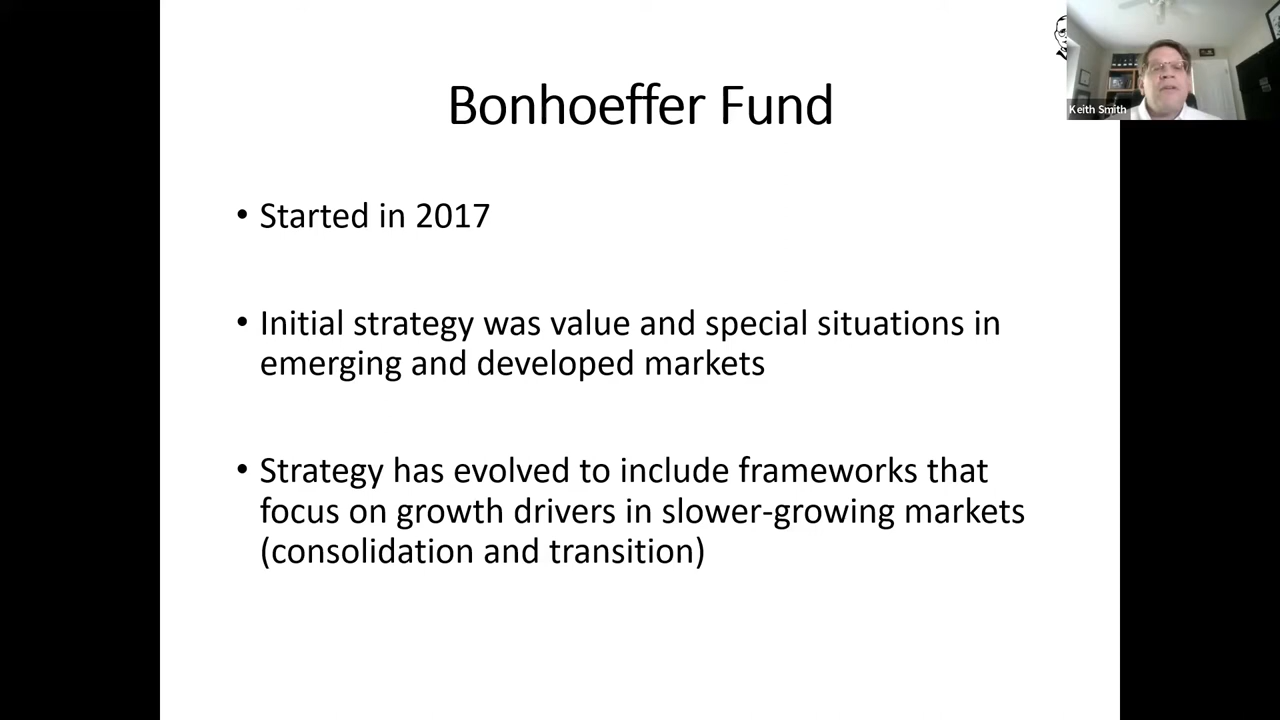 Bonhoeffer Fund
Keith Smith
• Started in 2017
• Initial strategy was value and special situations in
emerging and developed markets
• Strategy has evolved to include frameworks that
focus on growth drivers in slower-growing markets
(consolidation and transition)